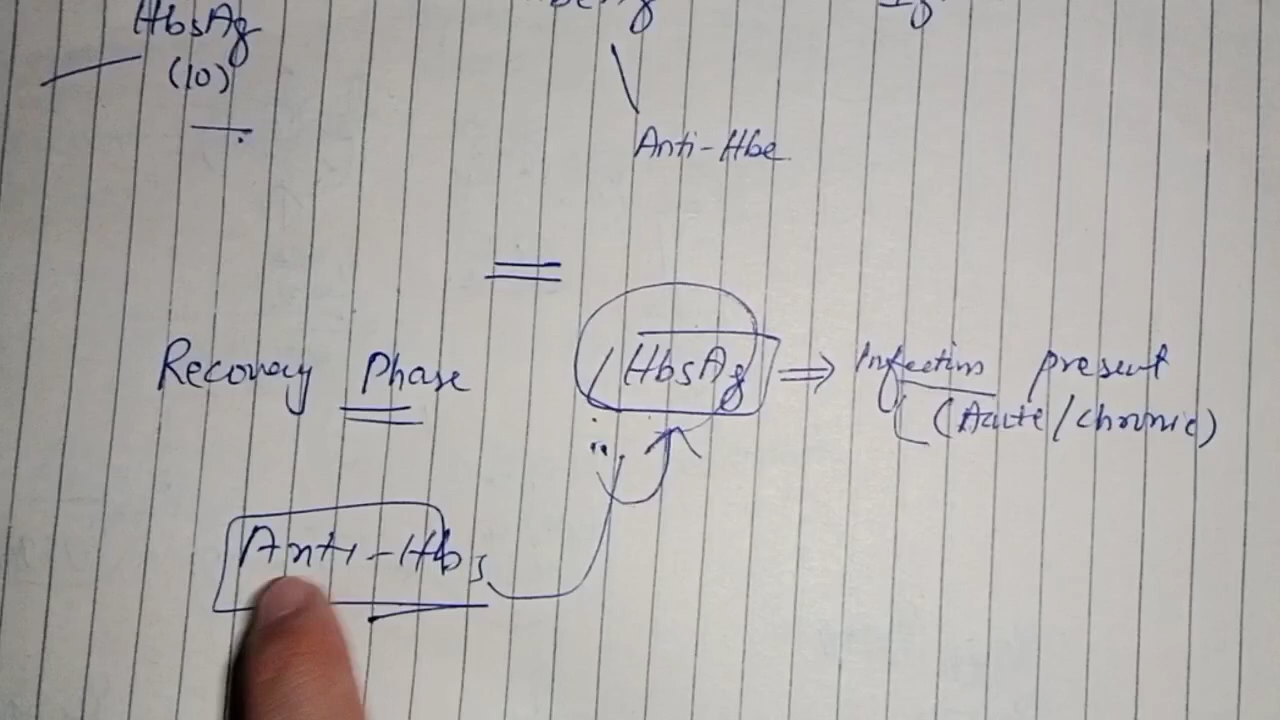 HbsAg
(10)
Anti-Hbe
Recovery Phase
HbsAg ⇒ Infection present
(Acute/chronic)
Anti-Hbs